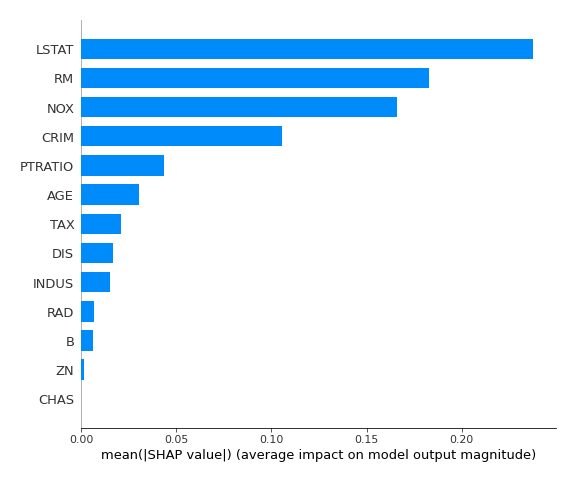 LSTAT
RM
NOX
CRIM
PTRATIO
AGE
TAX
DIS
INDUS
RAD
B
ZN
CHAS
0.00 0.05 0.10 0.15 0.20
mean(|SHAP value|) (average impact on model output magnitude)